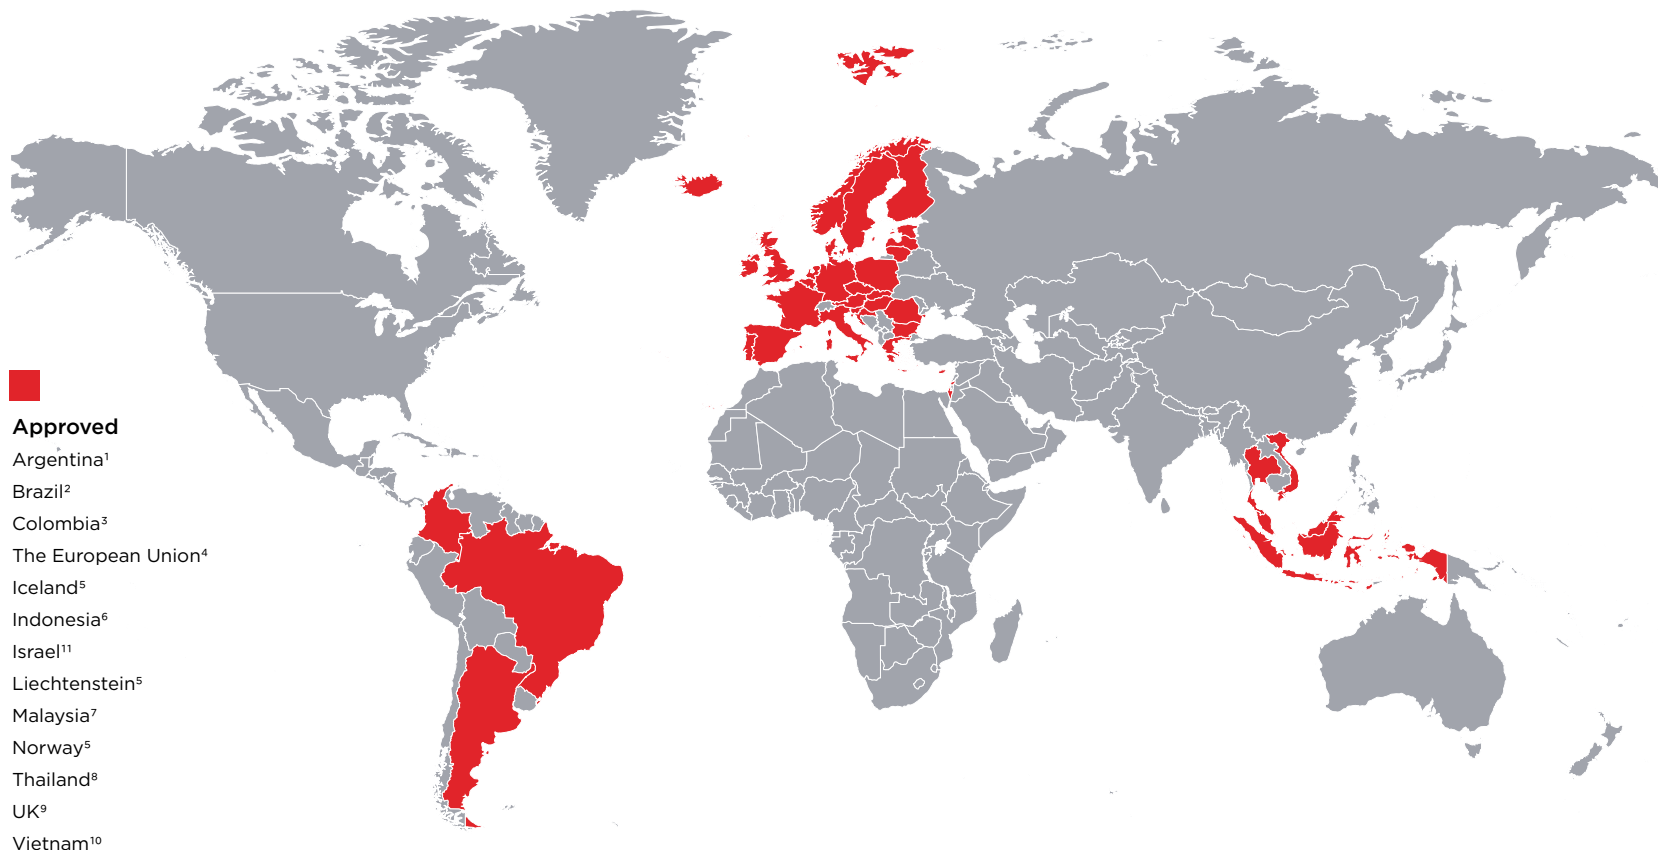 Approved
Argentina¹
Brazil²
Colombia³
The European Union⁴
Iceland⁵
Indonesia⁶
Israel¹¹
Liechtenstein⁵
Malaysia⁷
Norway⁵
Thailand⁸
UK⁹
Vietnam¹⁰